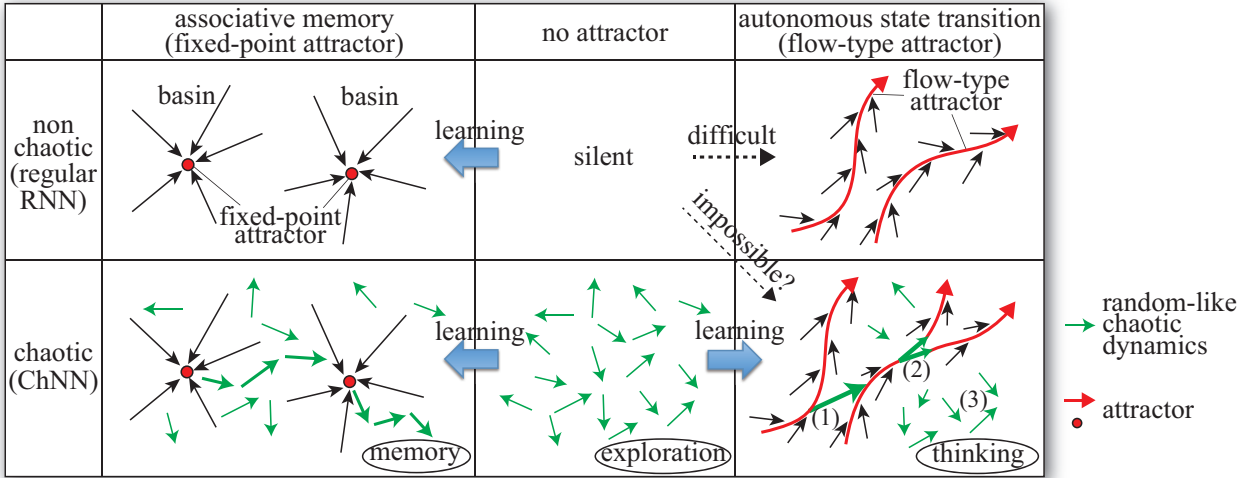 associative memory
(fixed-point attractor)
no attractor
autonomous state transition
(flow-type attractor)
non
chaotic
(regular
RNN)
basin
basin
fixed-point
attractor
learning
silent
difficult
impossible?
flow-type
attractor
chaotic
(ChNN)
memory
learning
exploration
learning
(1)
(2)
(3)
thinking
random-like
chaotic
dynamics
attractor